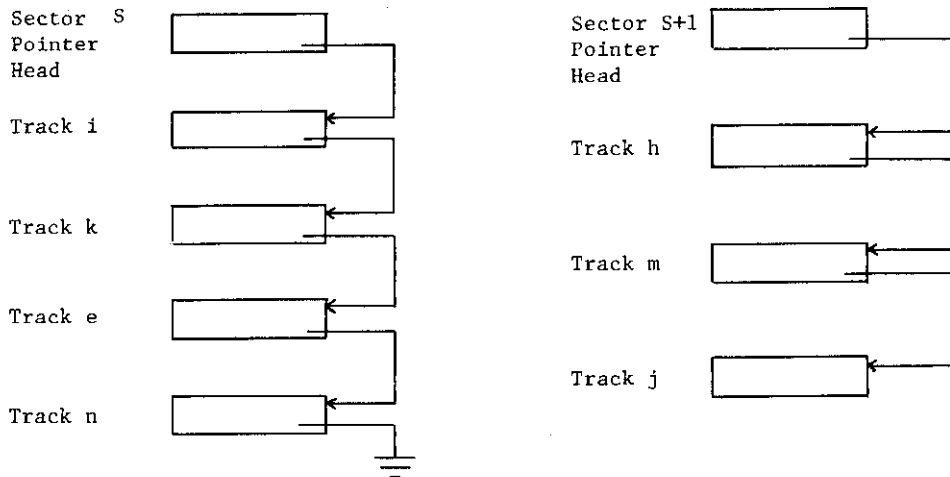 Sector S
Pointer
Head
Track i
Track k
Track e
Track n
Sector S+1
Pointer
Head
Track h
Track m
Track j